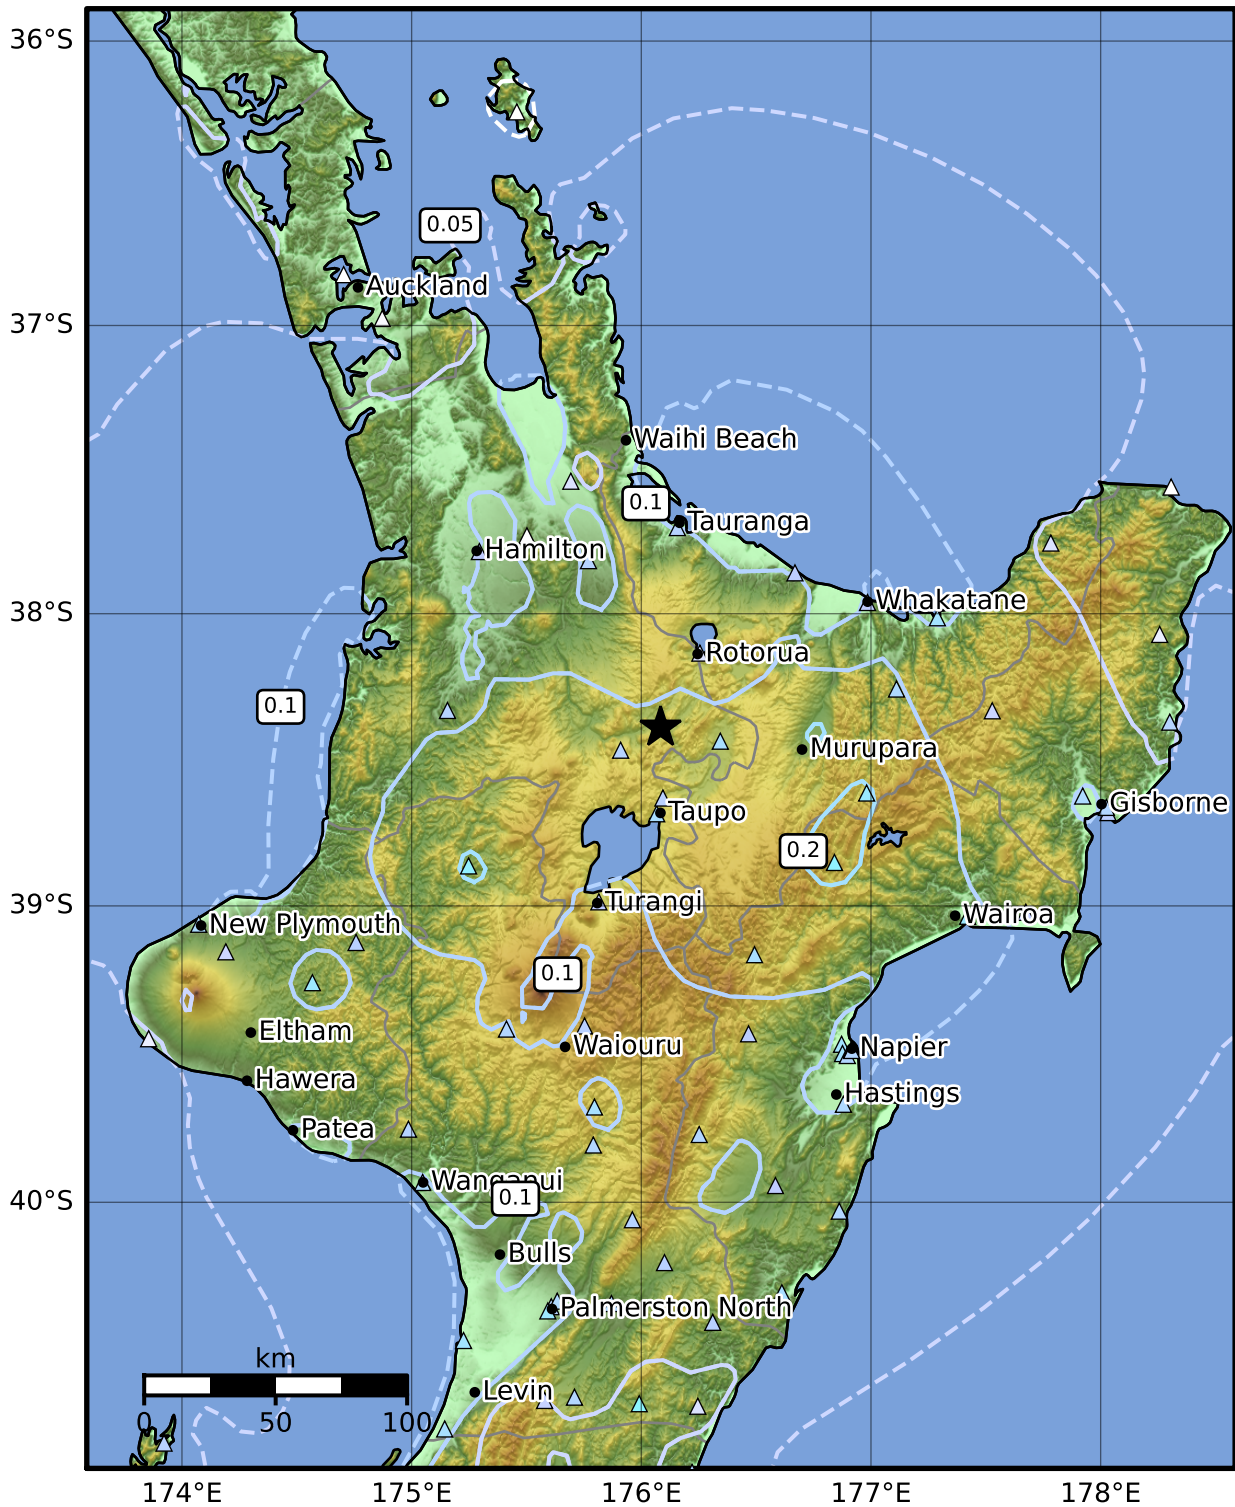 36°S
0.05
Auckland
37°S
Waihi Beach
0.1
Tauranga
Hamilton
Whakatane
38°S
Rotorua
0.1
Murupara
Taupo
Gisborne
0.2
39°S
Turangi
Wairoa
New Plymouth
0.1
Eltham
Waiouru
Napier
Hawera
Hastings
Patea
Wanganui
0.1
40°S
Bulls
Palmerston North
km
Levin
0 50 100
174°E 175°E 176°E 177°E 178°E